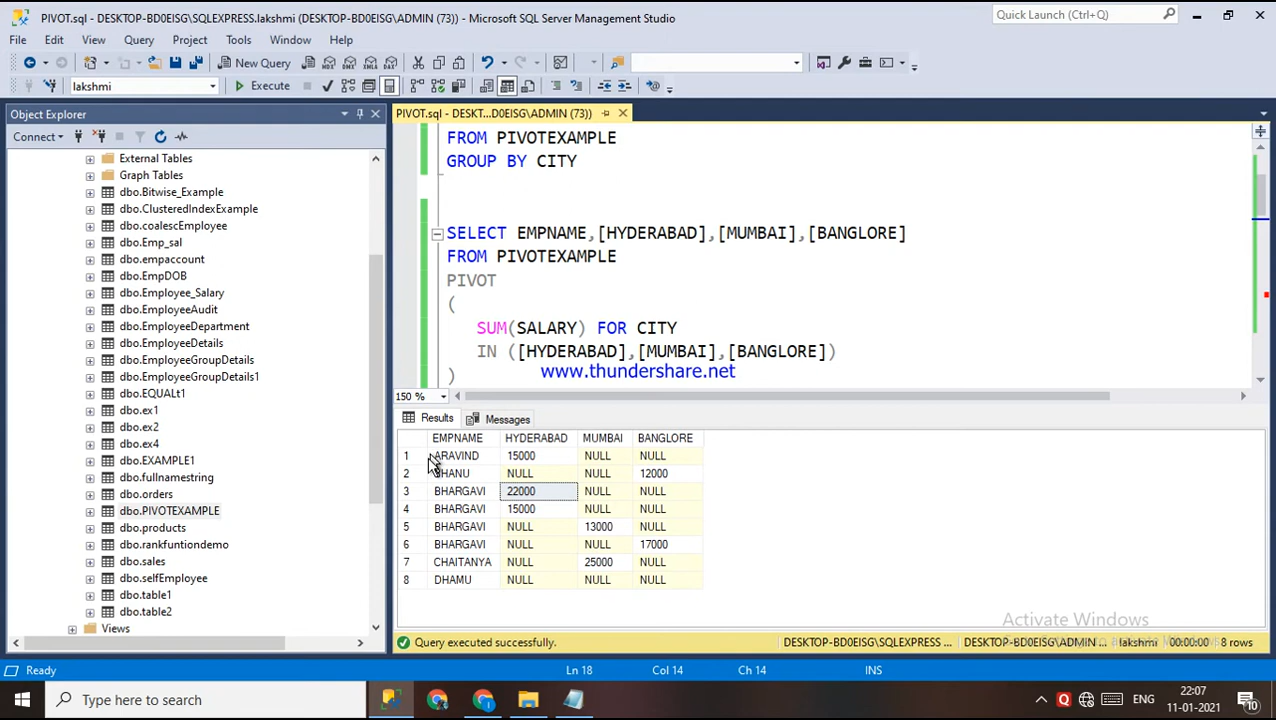 PIVOT.sql - DESKTOP-BD0EISG\SQLEXPRESS.lakshmi (DESKTOP-BD0EISG\ADMIN (73)) - Microsoft SQL Server Management Studio
Quick Launch (Ctrl+Q)
File Edit View Query Project Tools Window Help
New Query
MDX DMX XMLA DAX
lakshmi
Execute
Object Explorer
PIVOT.sql - DESKT...D0EISG\ADMIN (73))
Connect
External Tables
Graph Tables
dbo.Bitwise_Example
dbo.ClusteredIndexExample
dbo.coalescEmployee
dbo.Emp_sal
dbo.empaccount
dbo.EmpDOB
dbo.Employee_Salary
dbo.EmployeeAudit
dbo.EmployeeDepartment
dbo.EmployeeDetails
dbo.EmployeeGroupDetails
dbo.EmployeeGroupDetails1
dbo.EQUALt1
dbo.ex1
dbo.ex2
dbo.ex4
dbo.EXAMPLE1
dbo.fullnamestring
dbo.orders
dbo.PIVOTEXAMPLE
dbo.products
dbo.rankfuntiondemo
dbo.sales
dbo.selfEmployee
dbo.table1
dbo.table2
Views
FROM PIVOTEXAMPLE
GROUP BY CITY
SELECT EMPNAME,[HYDERABAD],[MUMBAI],[BANGLORE]
FROM PIVOTEXAMPLE
PIVOT
(
SUM(SALARY) FOR CITY
IN ([HYDERABAD],[MUMBAI],[BANGLORE])
)
www.thundershare.net
150 %
Results Messages
EMPNAME HYDERABAD MUMBAI BANGLORE
1 ARAVIND 15000 NULL NULL
2 BHANU NULL NULL 12000
3 BHARGAVI 22000 NULL NULL
4 BHARGAVI 15000 NULL NULL
5 BHARGAVI NULL 13000 NULL
6 BHARGAVI NULL NULL 17000
7 CHAITANYA NULL 25000 NULL
8 DHAMU NULL NULL NULL
Activate Windows
Query executed successfully.
DESKTOP-BD0EISG\SQLEXPRESS ... DESKTOP-BD0EISG\ADMIN ... lakshmi 00:00:00 8 rows
Ready
Ln 18 Col 14 Ch 14 INS
Type here to search
ENG
22:07
11-01-2021
10